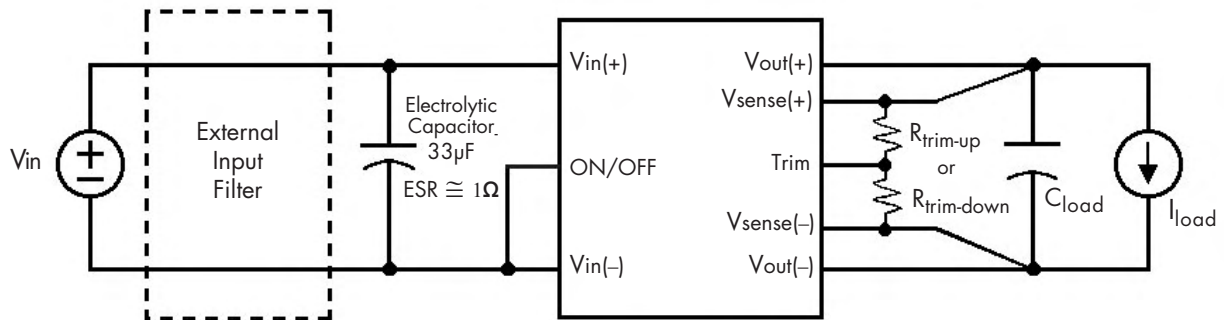 Vin
External
Input
Filter
Electrolytic
Capacitor
33µF
ESR ≅ 1Ω
Vin(+)
ON/OFF
Vin(–)
Vout(+)
Vsense(+)
Trim
Vsense(–)
Vout(–)
Rtrim-up
or
Rtrim-down
Cload
Iload